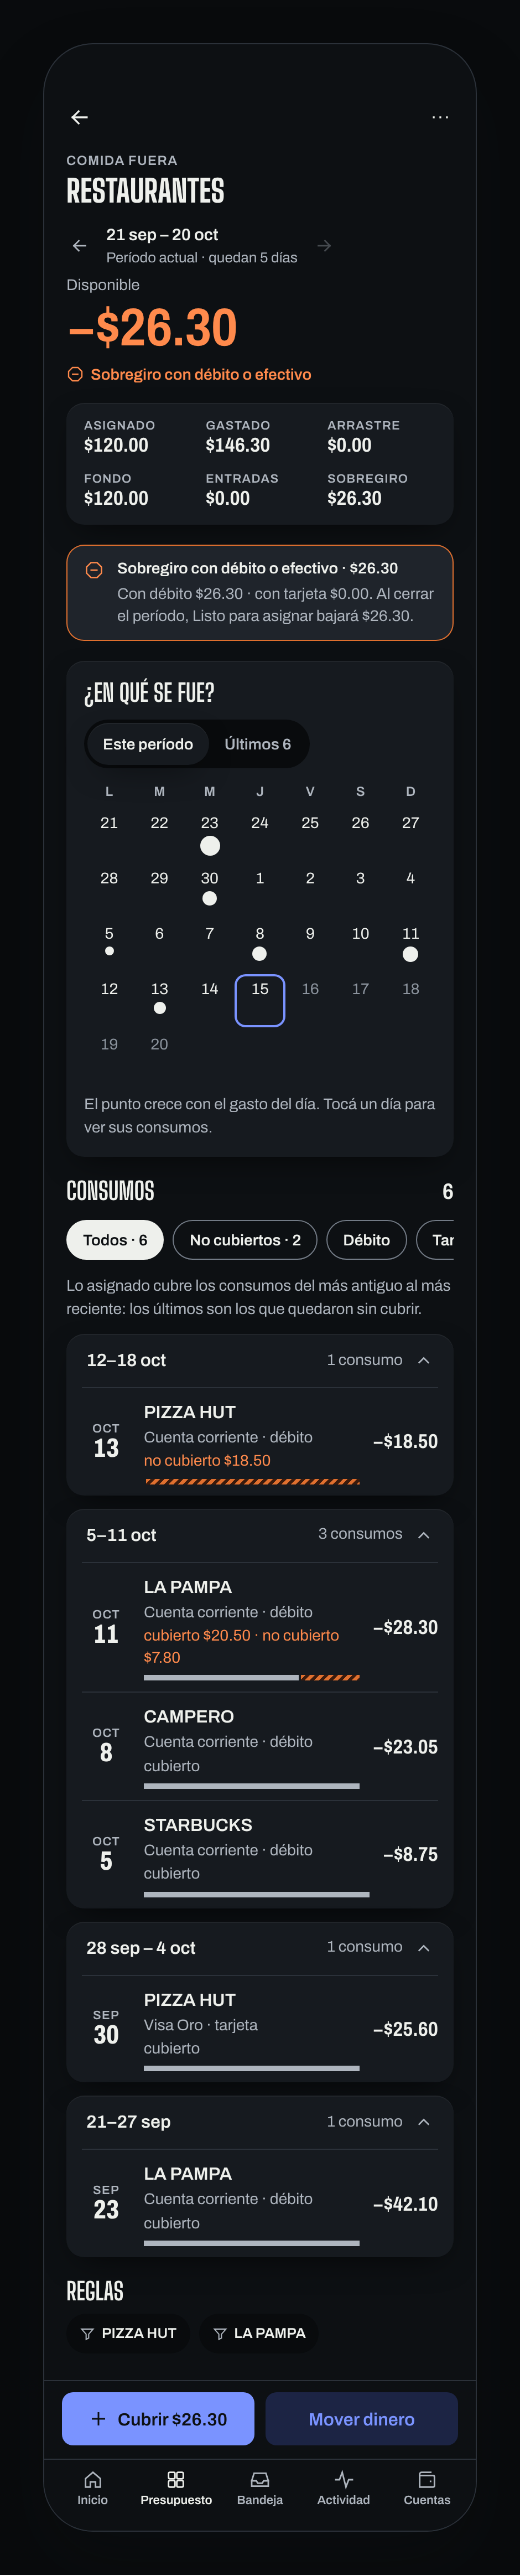 COMIDA FUERA
RESTAURANTES
21 sep – 20 oct
Período actual · quedan 5 días
Disponible
–$26.30
Sobregiro con débito o efectivo
ASIGNADO GASTADO ARRASTRE
$120.00 $146.30 $0.00
FONDO ENTRADAS SOBREGIRO
$120.00 $0.00 $26.30
Sobregiro con débito o efectivo · $26.30
Con débito $26.30 · con tarjeta $0.00. Al cerrar
el período, Listo para asignar bajará $26.30.
¿EN QUÉ SE FUE?
Este período Últimos 6
L M M J V S D
21 22 23 24 25 26 27
28 29 30 1 2 3 4
5 6 7 8 9 10 11
12 13 14 15 16 17 18
19 20
El punto crece con el gasto del día. Tocá un día para
ver sus consumos.
CONSUMOS 6
Todos · 6 No cubiertos · 2 Débito Tar
Lo asignado cubre los consumos del más antiguo al más
reciente: los últimos son los que quedaron sin cubrir.
12–18 oct 1 consumo
OCT
13
PIZZA HUT
Cuenta corriente · débito
no cubierto $18.50
–$18.50
5–11 oct 3 consumos
OCT
11
LA PAMPA
Cuenta corriente · débito
cubierto $20.50 · no cubierto
$7.80
–$28.30
OCT
8
CAMPERO
Cuenta corriente · débito
cubierto
–$23.05
OCT
5
STARBUCKS
Cuenta corriente · débito
cubierto
–$8.75
28 sep – 4 oct 1 consumo
SEP
30
PIZZA HUT
Visa Oro · tarjeta
cubierto
–$25.60
21–27 sep 1 consumo
SEP
23
LA PAMPA
Cuenta corriente · débito
cubierto
–$42.10
REGLAS
PIZZA HUT LA PAMPA
Cubrir $26.30 Mover dinero
Inicio Presupuesto Bandeja Actividad Cuentas